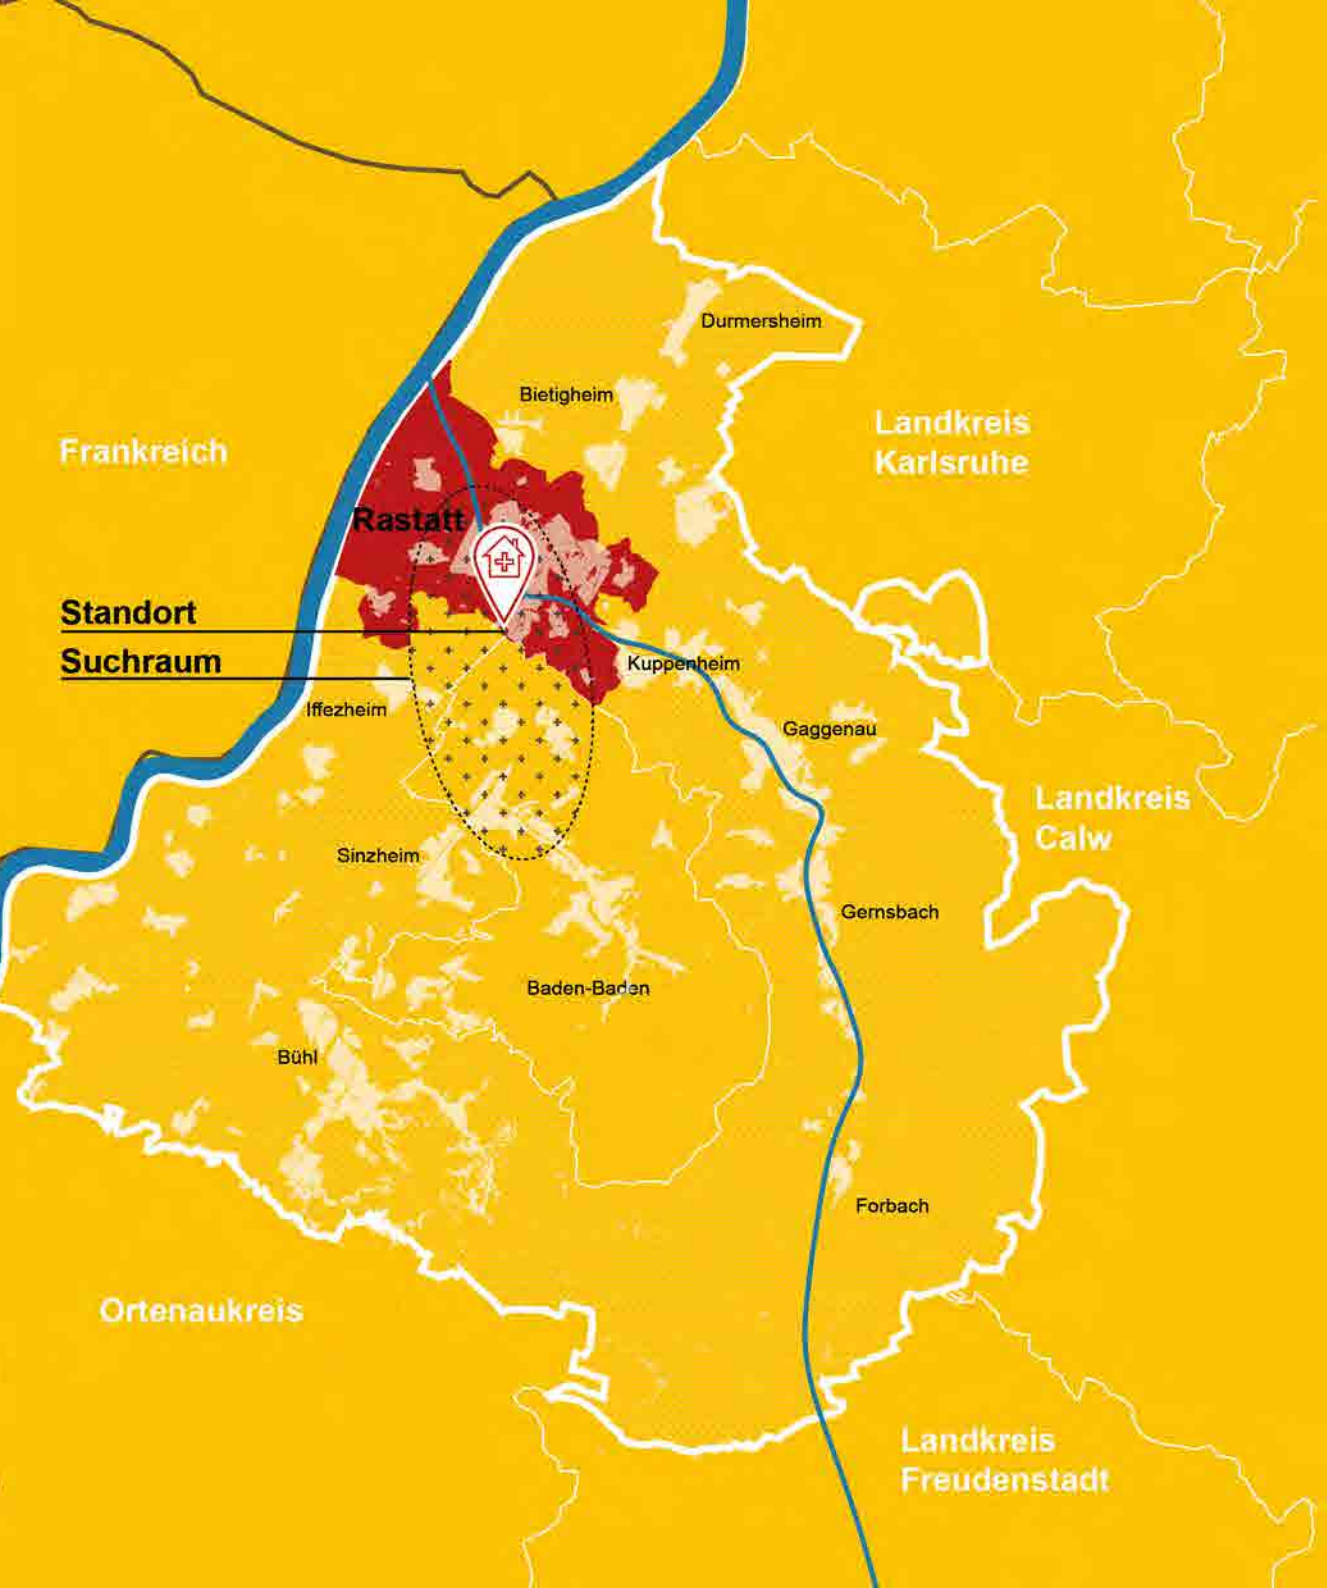 Durmersheim
Bietigheim
Frankreich
Landkreis
Karlsruhe
Rastatt
Standort
Suchraum
Kuppenheim
Iffezheim
Gaggenau
Landkreis
Calw
Sinzheim
Gernsbach
Baden-Baden
Bühl
Forbach
Ortenaukreis
Landkreis
Freudenstadt